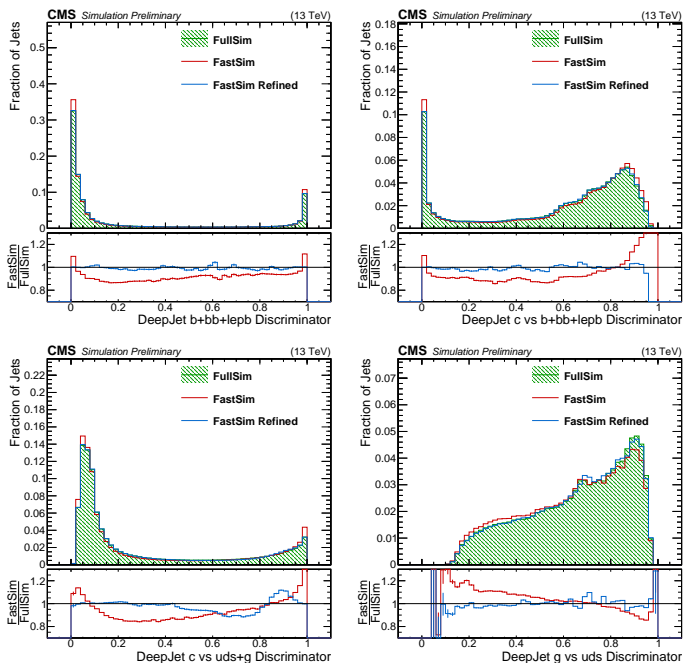 CMS Simulation Preliminary (13 TeV)
Fraction of Jets
0.5
0.4
0.3
0.2
0.1
0
FullSim
FastSim
FastSim Refined
FastSim
FullSim
1.2
1
0.8
0 0.2 0.4 0.6 0.8 1
DeepJet b+bb+lepb Discriminator
CMS Simulation Preliminary (13 TeV)
Fraction of Jets
0.18
0.16
0.14
0.12
0.1
0.08
0.06
0.04
0.02
0
FullSim
FastSim
FastSim Refined
FastSim
FullSim
1.2
1
0.8
0 0.2 0.4 0.6 0.8 1
DeepJet c vs b+bb+lepb Discriminator
CMS Simulation Preliminary (13 TeV)
Fraction of Jets
0.22
0.2
0.18
0.16
0.14
0.12
0.1
0.08
0.06
0.04
0.02
0
FullSim
FastSim
FastSim Refined
FastSim
FullSim
1.2
1
0.8
0 0.2 0.4 0.6 0.8 1
DeepJet c vs uds+g Discriminator
CMS Simulation Preliminary (13 TeV)
Fraction of Jets
0.07
0.06
0.05
0.04
0.03
0.02
0.01
0
FullSim
FastSim
FastSim Refined
FastSim
FullSim
1.2
1
0.8
0 0.2 0.4 0.6 0.8 1
DeepJet g vs uds Discriminator